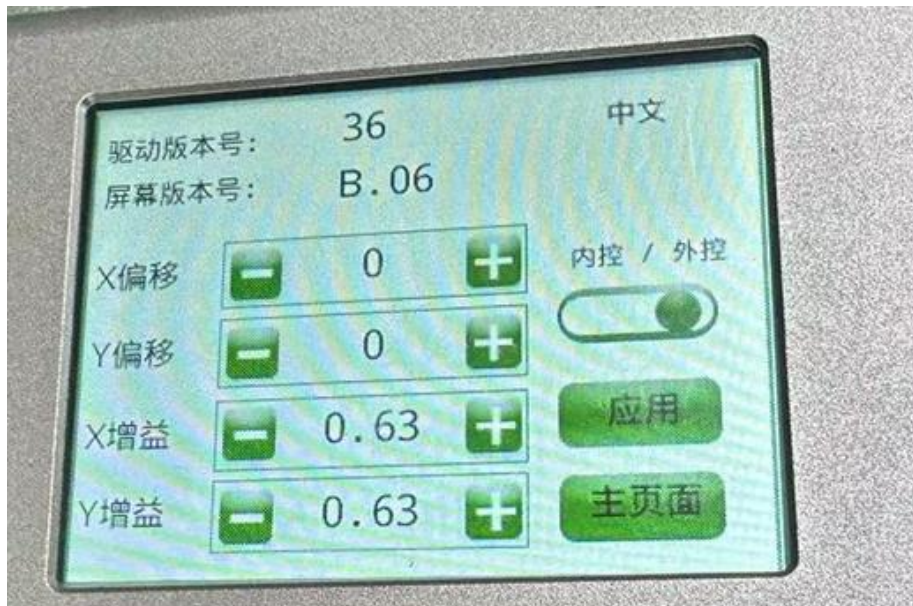 驱动版本号: 36 中文
屏幕版本号: B.06
内控 / 外控
X偏移 - 0 +
Y偏移 - 0 +
X增益 - 0.63 + 应用
Y增益 - 0.63 + 主页面